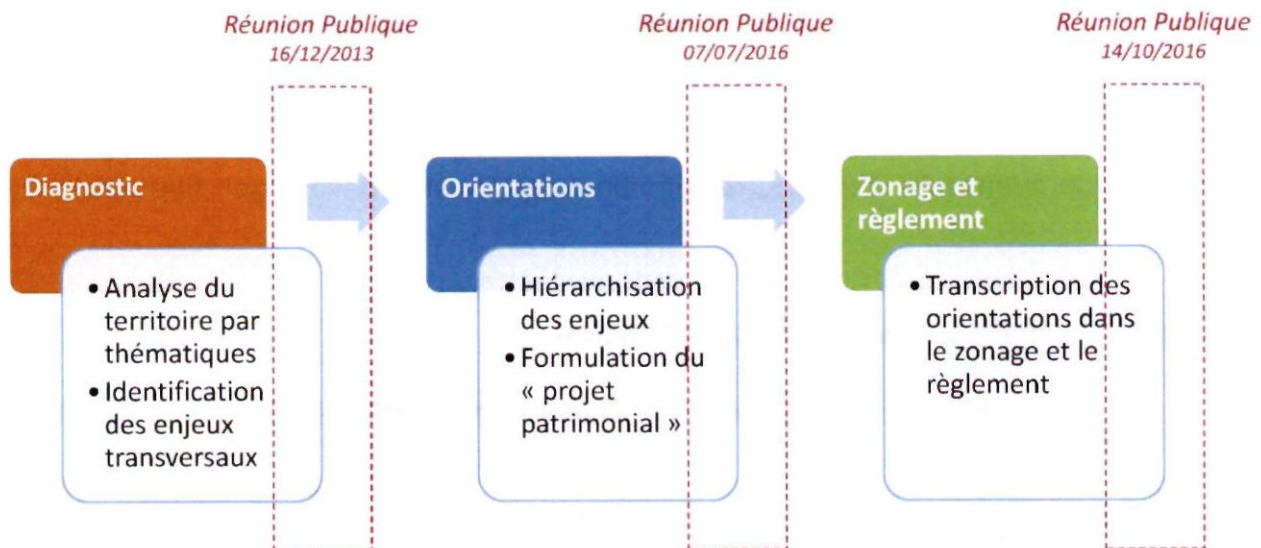 Réunion Publique
16/12/2013
Réunion Publique
07/07/2016
Réunion Publique
14/10/2016
Diagnostic
• Analyse du
territoire par
thématiques
• Identification
des enjeux
transversaux
Orientations
• Hiérarchisation
des enjeux
• Formulation du
« projet
patrimonial »
Zonage et
règlement
• Transcription des
orientations dans
le zonage et le
règlement